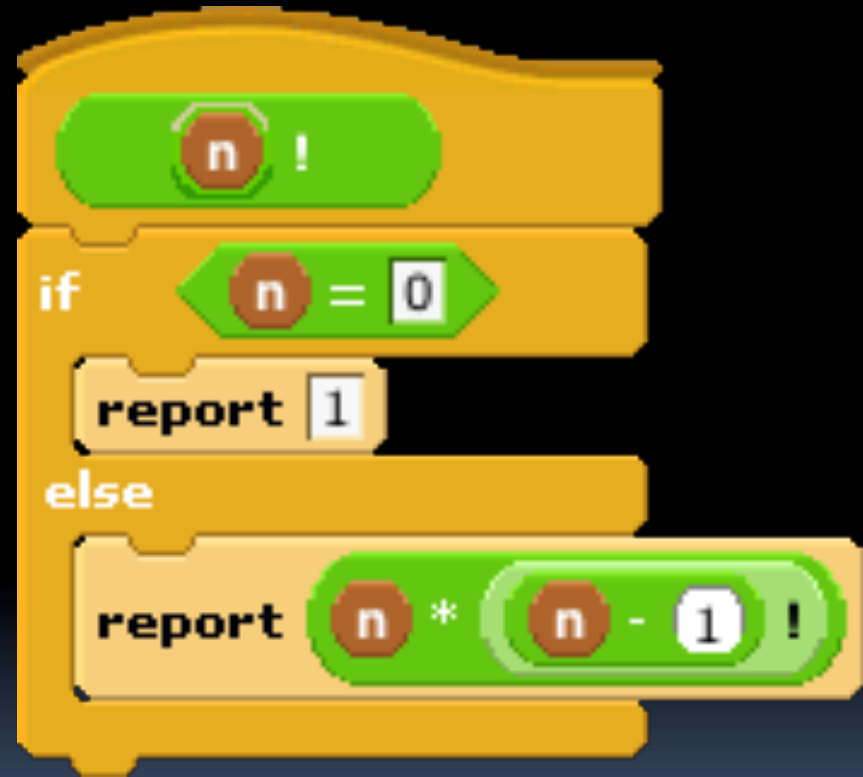 n !
if n = 0
report 1
else
report n * n - 1 !